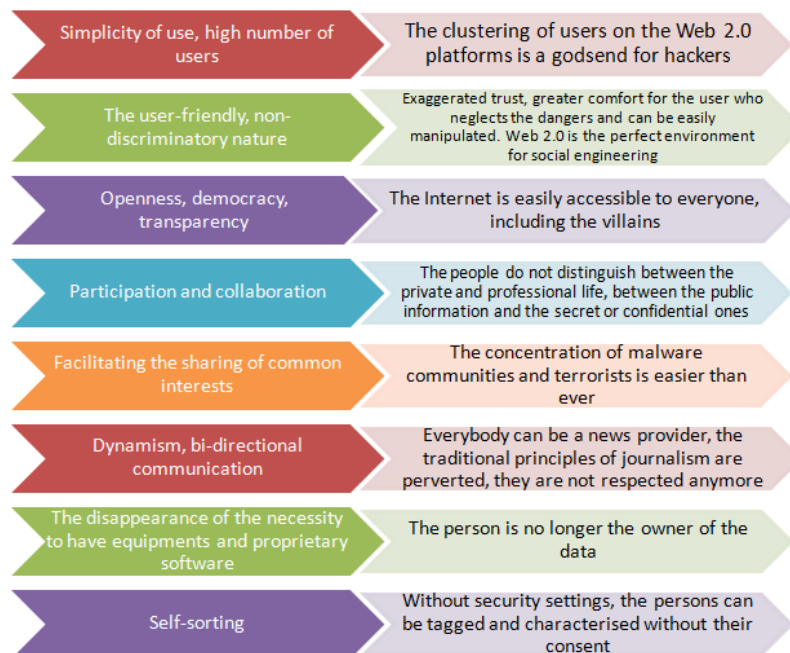 Simplicity of use, high number of
users
The clustering of users on the Web 2.0
platforms is a godsend for hackers
The user-friendly, non-
discriminatory nature
Exaggerated trust, greater comfort for the user who
neglects the dangers and can be easily
manipulated. Web 2.0 is the perfect environment
for social engineering
Openness, democracy,
transparency
The Internet is easily accessible to everyone,
including the villains
Participation and collaboration
The people do not distinguish between the
private and professional life, between the public
information and the secret or confidential ones
Facilitating the sharing of common
interests
The concentration of malware
communities and terrorists is easier than
ever
Dynamism, bi-directional
communication
Everybody can be a news provider, the
traditional principles of journalism are
perverted, they are not respected anymore
The disappearance of the necessity
to have equipments and proprietary
software
The person is no longer the owner of the
data
Self-sorting
Without security settings, the persons can
be tagged and characterised without their
consent